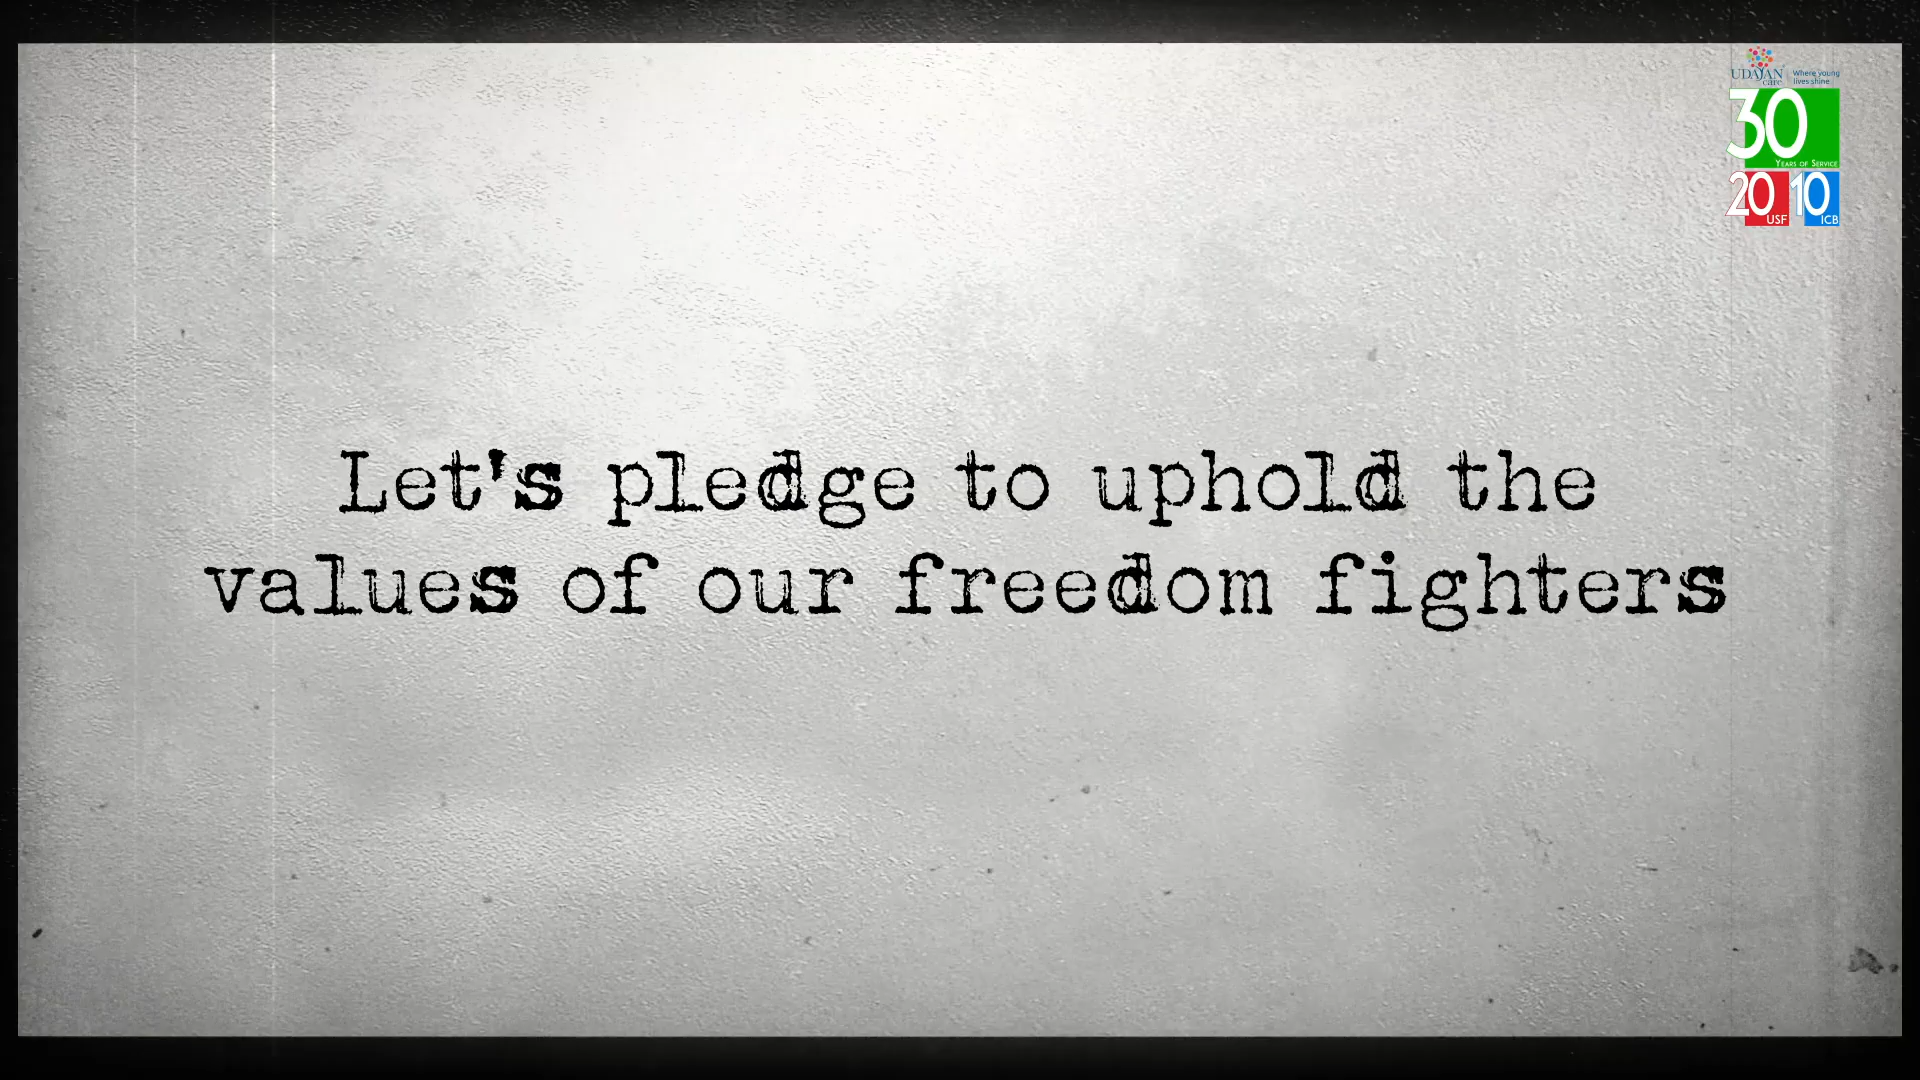 UDAYAN care
Where young lives shine
30
YEARS OF SERVICE
20 USF
10 ICB
Let's pledge to uphold the
values of our freedom fighters